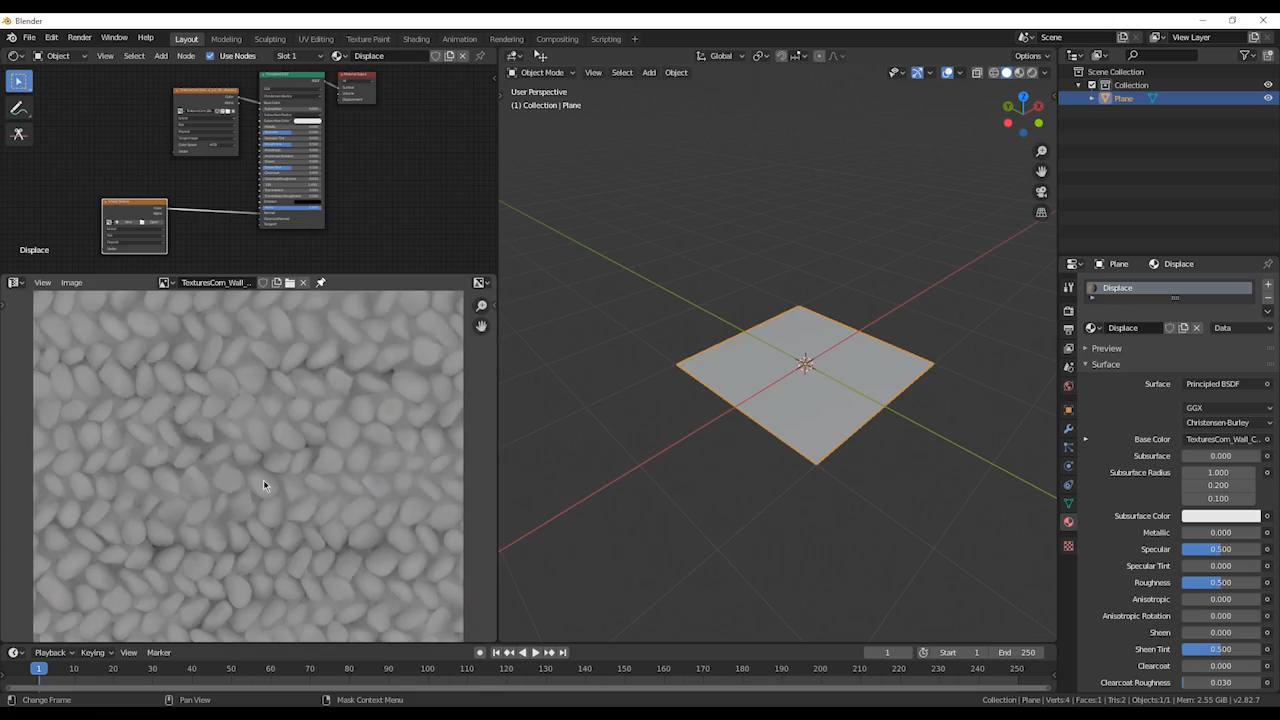 Blender
File Edit Render Window Help Layout Modeling Sculpting UV Editing Texture Paint Shading Animation Rendering Compositing Scripting + Scene View Layer
Object View Select Add Node Use Nodes Slot 1 Displace Global Options
Object Mode View Select Add Object
User Perspective
(1) Collection | Plane
Scene Collection
Collection
Plane
Displace
View Image TexturesCom_Wall_..
Plane Displace
Displace
Displace Data
Preview
Surface
Surface Principled BSDF
GGX
Christensen-Burley
Base Color TexturesCom_Wall_C..
Subsurface 0.000
Subsurface Radius 1.000
0.200
0.100
Subsurface Color
Metallic 0.000
Specular 0.500
Specular Tint 0.000
Roughness 0.500
Anisotropic 0.000
Anisotropic Rotation 0.000
Sheen 0.000
Sheen Tint 0.500
Clearcoat 0.000
Clearcoat Roughness 0.030
Playback Keying View Marker 1 Start 1 End 250
1 10 20 30 40 50 60 70 80 90 100 110 120 130 140 150 160 170 180 190 200 210 220 230 240 250
Change Frame Pan View Mask Context Menu Collection | Plane | Verts:4 | Faces:1 | Tris:2 | Objects:1/1 | Mem: 2.55 GiB | v2.82.7